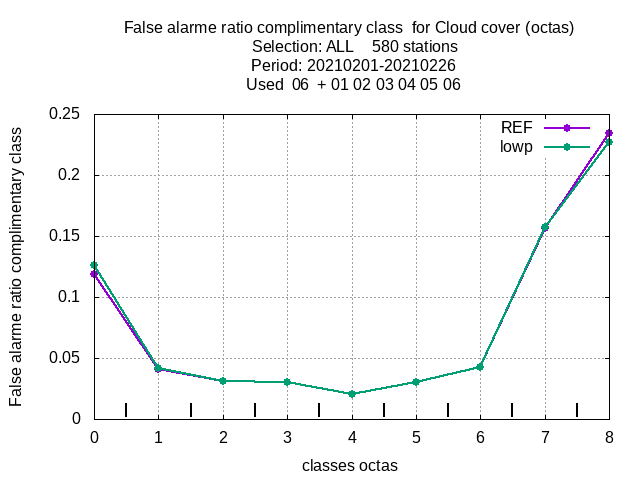 False alarme ratio complimentary class  for Cloud cover (octas)
Selection: ALL    580 stations
Period: 20210201-20210226
Used  06  + 01 02 03 04 05 06
False alarme ratio complimentary class
0.25
0.2
0.15
0.1
0.05
0
REF
lowp
0 1 2 3 4 5 6 7 8
classes octas